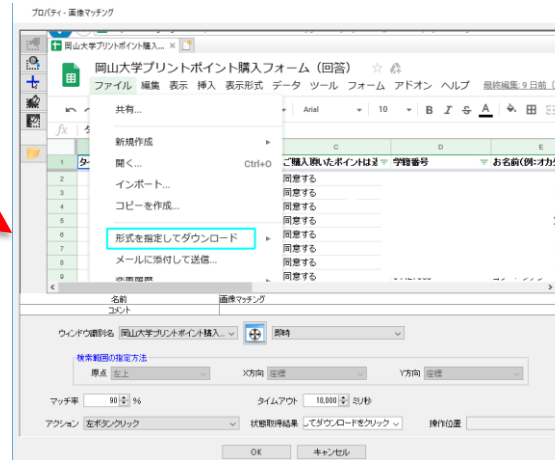 プロパティ - 画像マッチング
岡山大学プリントポイント購入... ×
岡山大学プリントポイント購入フォーム（回答）
ファイル 編集 表示 挿入 表示形式 データ ツール フォーム アドオン ヘルプ 最終編集: 9 日前
共有... Arial 10 B I S A
fx
新規作成 C D E
1 ご購入頂いたポイントは 学籍番号 お名前(例:オカ
開く... Ctrl+O
2 同意する
インポート...
3 同意する
コピーを作成...
4 同意する
5 同意する
6 同意する
形式を指定してダウンロード
7 同意する
メールに添付して送信...
8 同意する
変更履歴
9 同意する
名前 画像マッチング
コメント
ウィンドウ識別名 岡山大学プリントポイント購入... 即時
検索範囲の指定方法
原点 左上 X方向 座標 Y方向 座標
マッチ率 90 % タイムアウト 10,000 ミリ秒
アクション 左ボタンクリック 状態取得結果 してダウンロードをクリック 操作位置
OK キャンセル